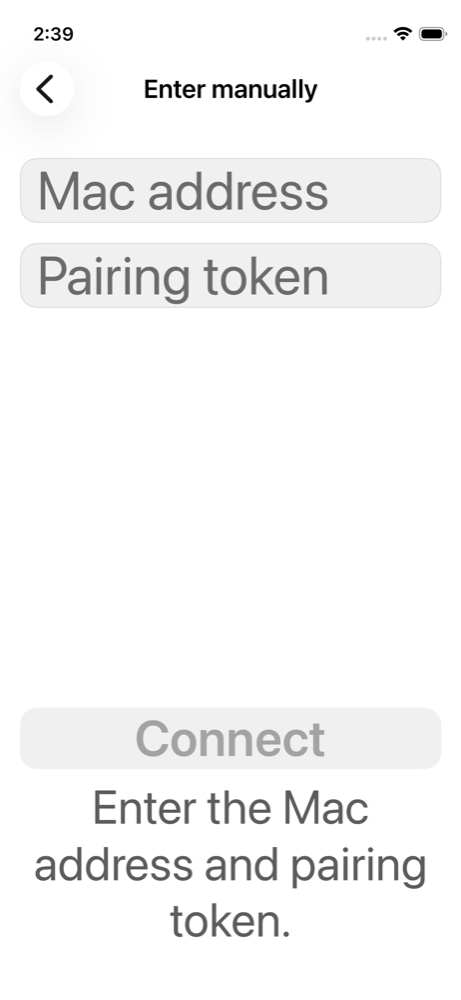 2:39
Enter manually
Mac address
Pairing token
Connect
Enter the Mac
address and pairing
token.